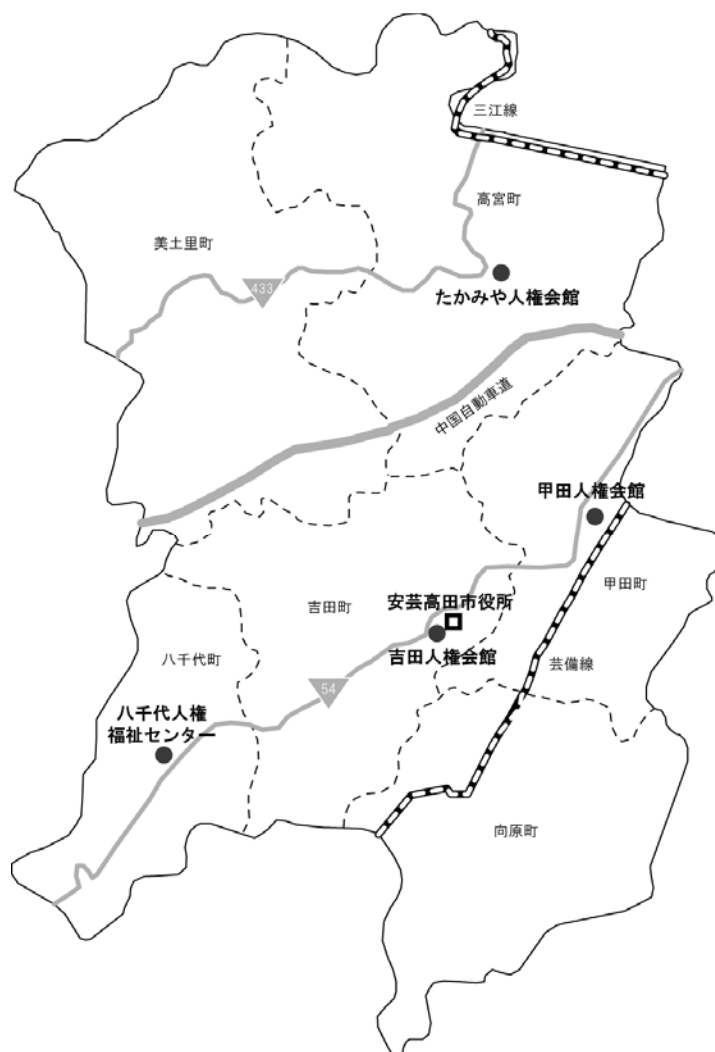 三江線
高宮町
美土里町
433
たかみや人権会館
中国自動車道
甲田人権会館
甲田町
吉田町
安芸高田市役所
吉田人権会館
芸備線
八千代町
54
八千代人権
福祉センター
向原町